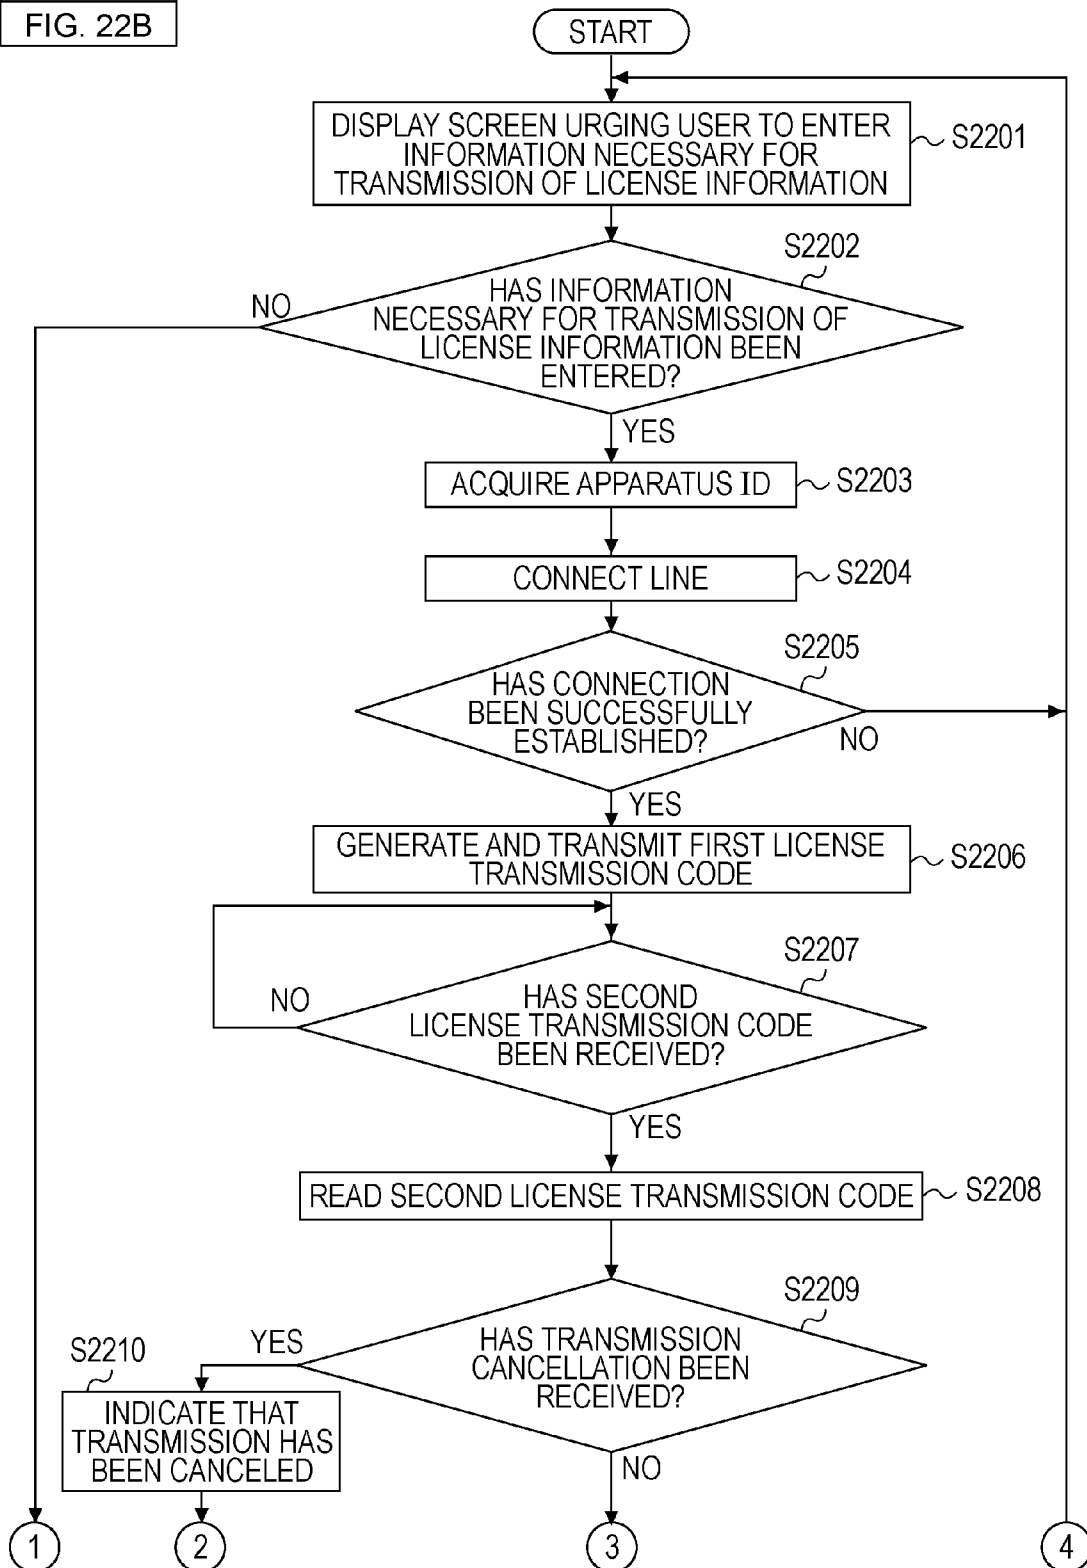 FIG. 22B
START
DISPLAY SCREEN URGING USER TO ENTER
INFORMATION NECESSARY FOR
TRANSMISSION OF LICENSE INFORMATION
S2201
S2202
HAS INFORMATION
NECESSARY FOR TRANSMISSION OF
LICENSE INFORMATION BEEN
ENTERED?
NO
YES
ACQUIRE APPARATUS ID
S2203
CONNECT LINE
S2204
S2205
HAS CONNECTION
BEEN SUCCESSFULLY
ESTABLISHED?
NO
YES
GENERATE AND TRANSMIT FIRST LICENSE
TRANSMISSION CODE
S2206
S2207
NO
HAS SECOND
LICENSE TRANSMISSION CODE
BEEN RECEIVED?
YES
READ SECOND LICENSE TRANSMISSION CODE
S2208
S2209
YES
HAS TRANSMISSION
CANCELLATION BEEN
RECEIVED?
S2210
INDICATE THAT
TRANSMISSION HAS
BEEN CANCELED
NO
1
2
3
4